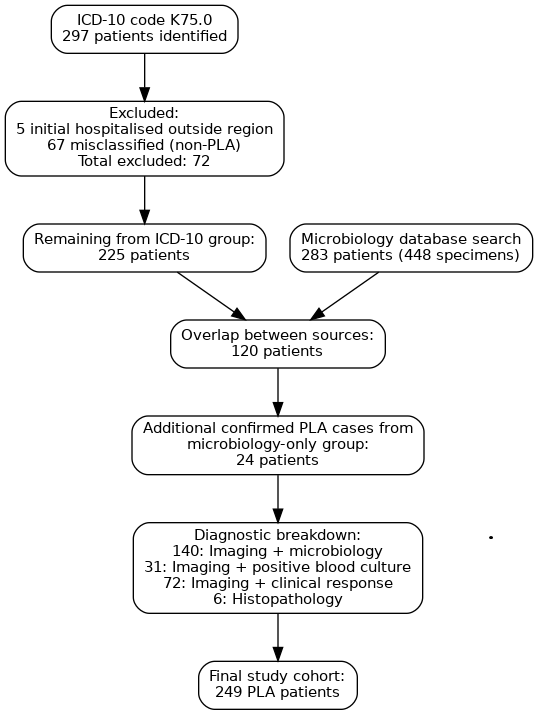 ICD-10 code K75.0
297 patients identified
Excluded:
5 initial hospitalised outside region
67 misclassified (non-PLA)
Total excluded: 72
Remaining from ICD-10 group:
225 patients
Microbiology database search
283 patients (448 specimens)
Overlap between sources:
120 patients
Additional confirmed PLA cases from
microbiology-only group:
24 patients
Diagnostic breakdown:
140: Imaging + microbiology
31: Imaging + positive blood culture
72: Imaging + clinical response
6: Histopathology
Final study cohort:
249 PLA patients